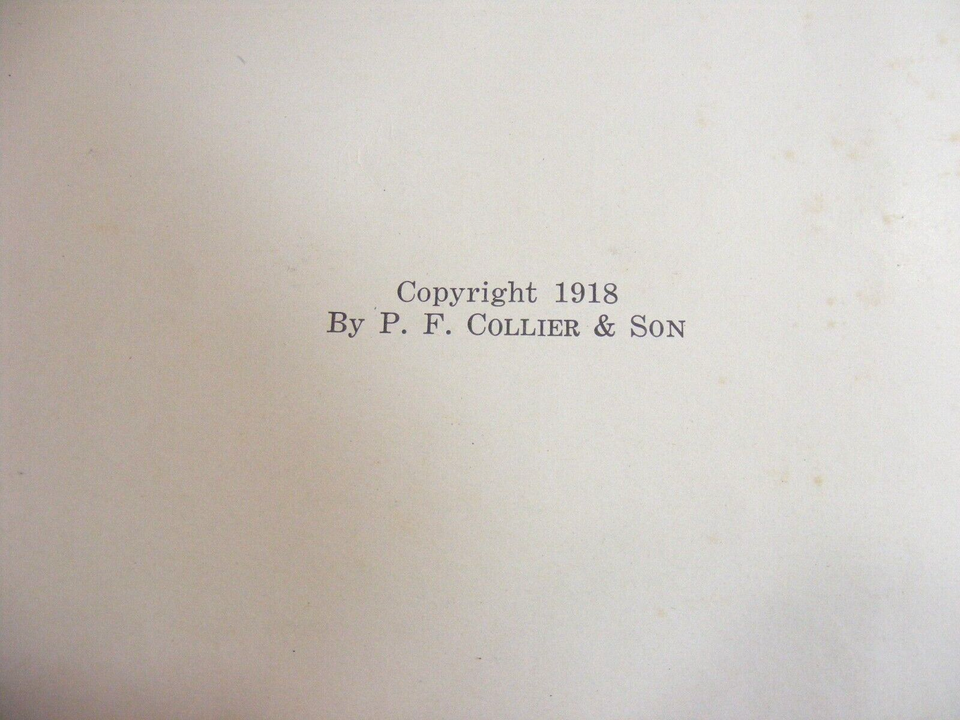 Copyright 1918
By P. F. COLLIER & SON